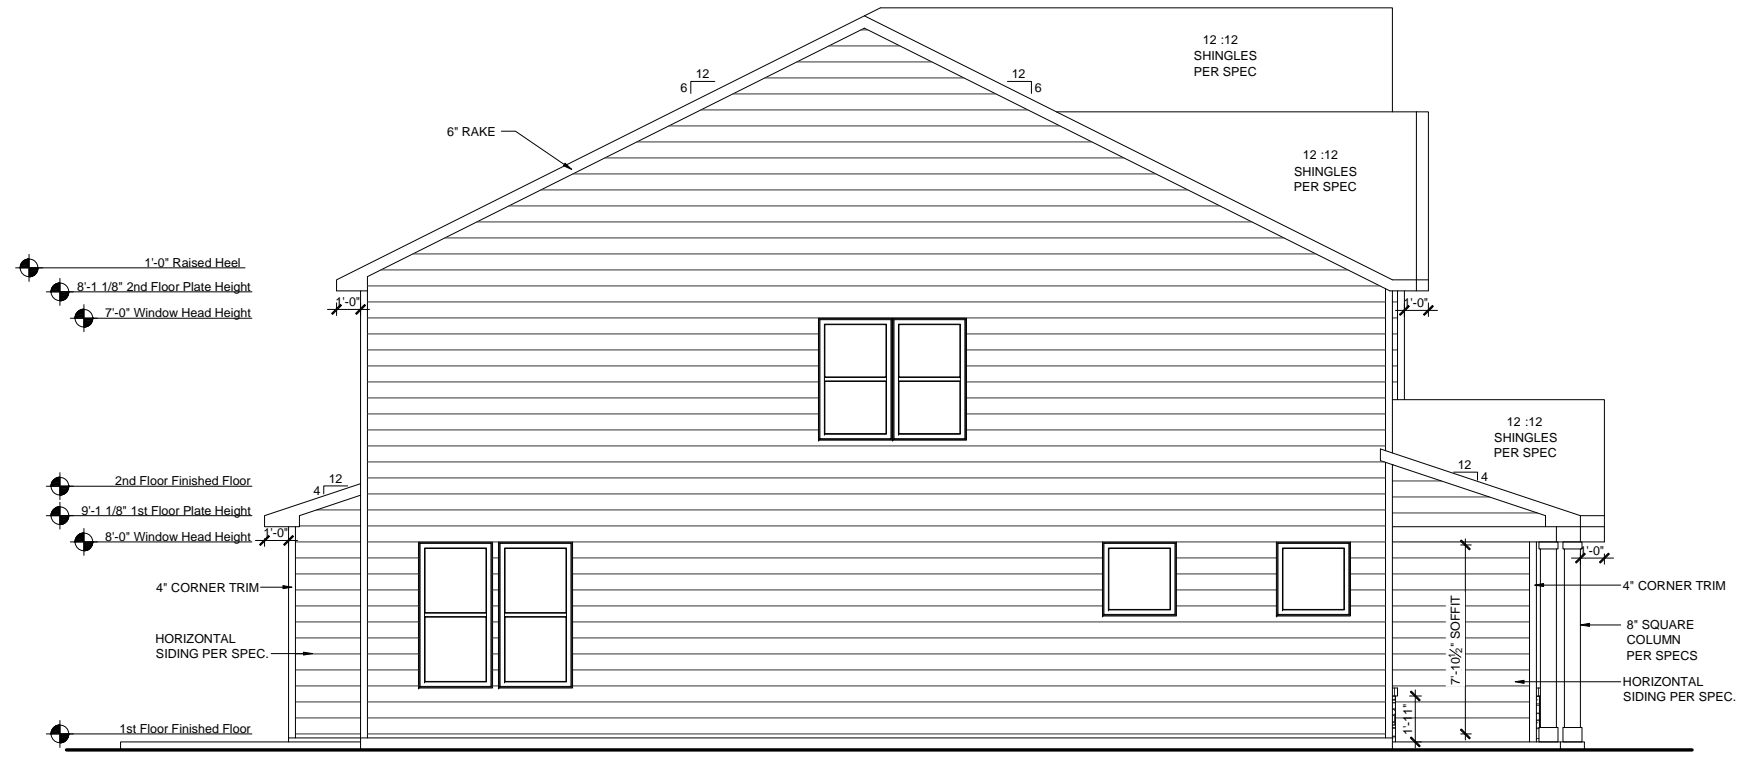 12 :12
SHINGLES
PER SPEC
12
6
12
6
6" RAKE
12 :12
SHINGLES
PER SPEC
1'-0" Raised Heel
8'-1 1/8" 2nd Floor Plate Height
7'-0" Window Head Height
1'-0"
1'-0"
12 :12
SHINGLES
PER SPEC
2nd Floor Finished Floor
12
4
12
4
9'-1 1/8" 1st Floor Plate Height
8'-0" Window Head Height
1'-0"
1'-0"
4" CORNER TRIM
4" CORNER TRIM
HORIZONTAL
SIDING PER SPEC.
7'-10½" SOFFIT
8" SQUARE
COLUMN
PER SPECS
HORIZONTAL
SIDING PER SPEC.
1'-11"
1st Floor Finished Floor